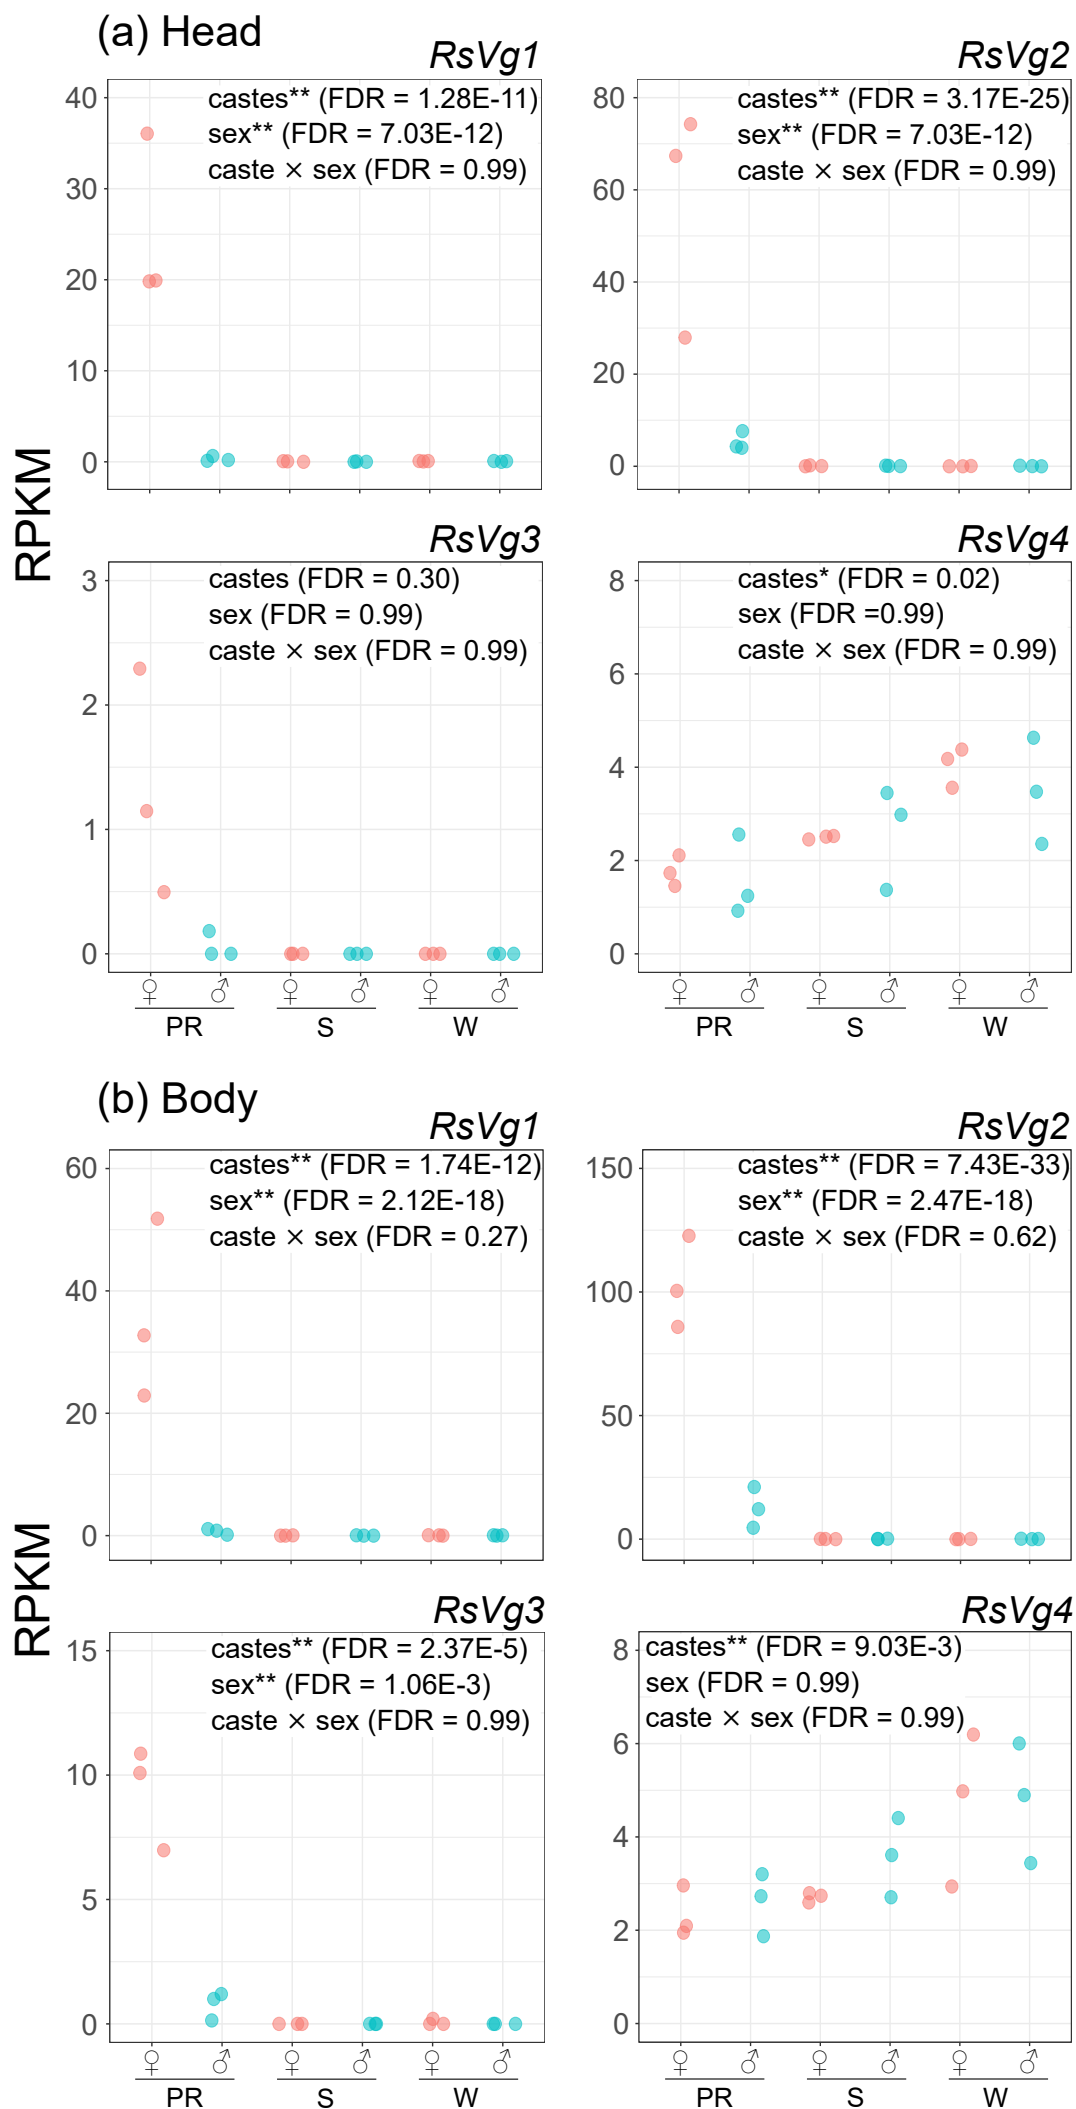 (a) Head
RsVg1
castes** (FDR = 1.28E-11)
sex** (FDR = 7.03E-12)
caste × sex (FDR = 0.99)
40
30
20
10
0
RsVg2
castes** (FDR = 3.17E-25)
sex** (FDR = 7.03E-12)
caste × sex (FDR = 0.99)
80
60
40
20
0
RPKM
RsVg3
castes (FDR = 0.30)
sex (FDR = 0.99)
caste × sex (FDR = 0.99)
3
2
1
0
♀ ♂ ♀ ♂ ♀ ♂
PR S W
RsVg4
castes* (FDR = 0.02)
sex (FDR =0.99)
caste × sex (FDR = 0.99)
8
6
4
2
0
♀ ♂ ♀ ♂ ♀ ♂
PR S W
(b) Body
RsVg1
castes** (FDR = 1.74E-12)
sex** (FDR = 2.12E-18)
caste × sex (FDR = 0.27)
60
40
20
0
RsVg2
castes** (FDR = 7.43E-33)
sex** (FDR = 2.47E-18)
caste × sex (FDR = 0.62)
150
100
50
0
RPKM
RsVg3
castes** (FDR = 2.37E-5)
sex** (FDR = 1.06E-3)
caste × sex (FDR = 0.99)
15
10
5
0
♀ ♂ ♀ ♂ ♀ ♂
PR S W
RsVg4
castes** (FDR = 9.03E-3)
sex (FDR = 0.99)
caste × sex (FDR = 0.99)
8
6
4
2
0
♀ ♂ ♀ ♂ ♀ ♂
PR S W